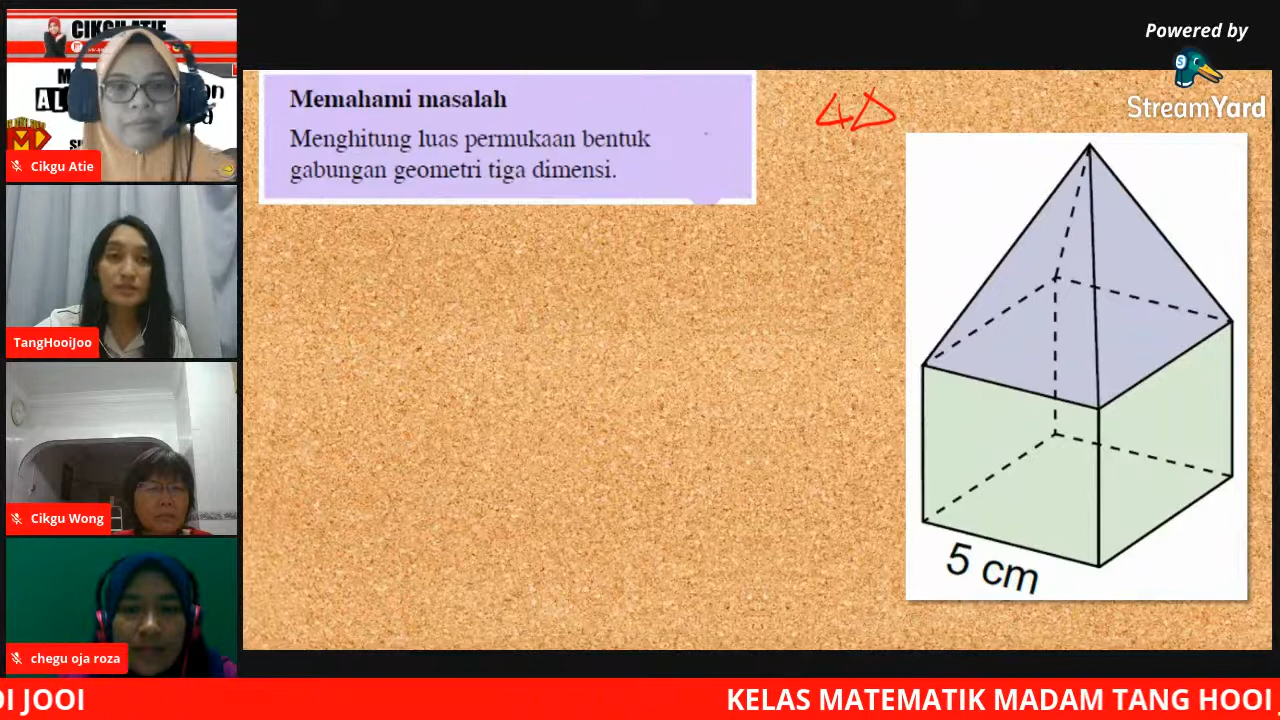 CIKGU ATIE
Cikgu Atie
TangHooiJoo
Cikgu Wong
chegu oja roza
Memahami masalah
Menghitung luas permukaan bentuk
gabungan geometri tiga dimensi.
4Δ
Powered by
StreamYard
5 cm
OI JOOI
KELAS MATEMATIK MADAM TANG HOOI J